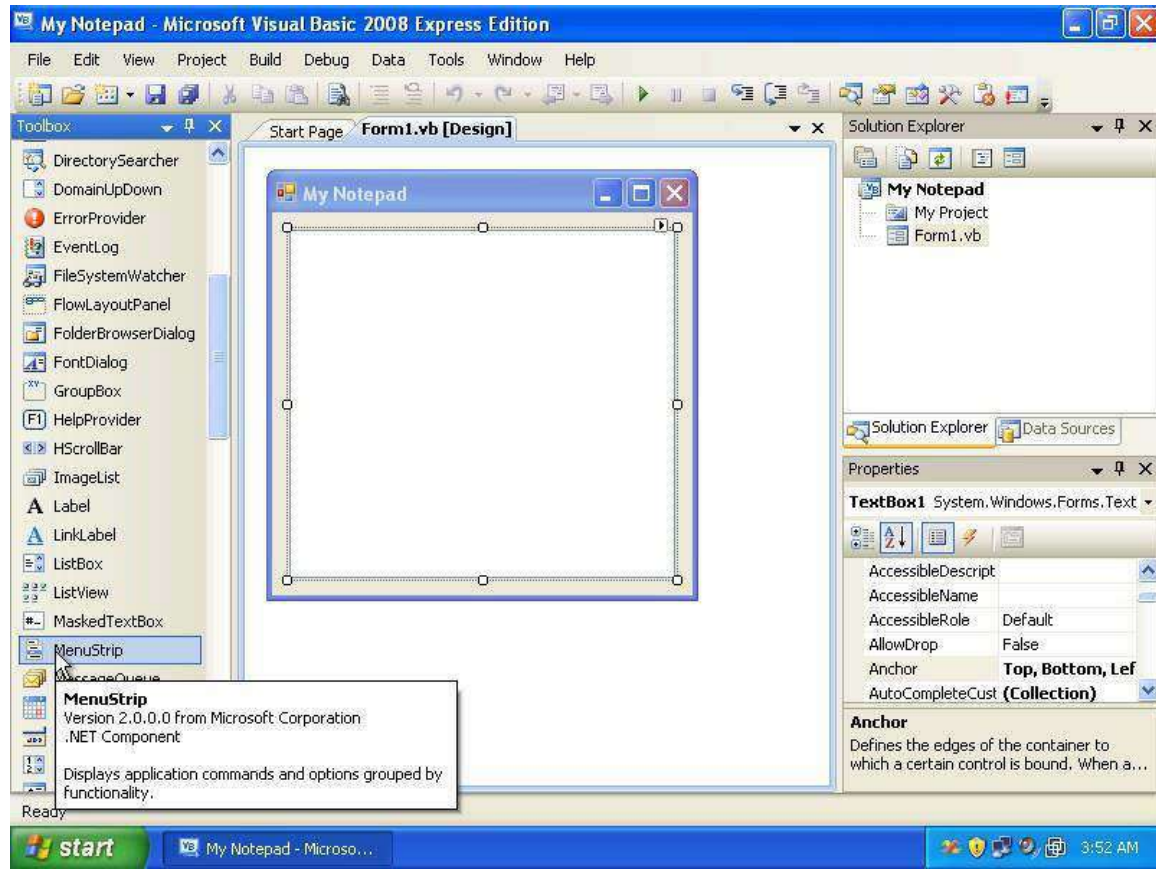 My Notepad - Microsoft Visual Basic 2008 Express Edition
File Edit View Project Build Debug Data Tools Window Help
Toolbox
Start Page Form1.vb [Design]
DirectorySearcher
DomainUpDown
ErrorProvider
EventLog
FileSystemWatcher
FlowLayoutPanel
FolderBrowserDialog
FontDialog
GroupBox
HelpProvider
HScrollBar
ImageList
Label
LinkLabel
ListBox
ListView
MaskedTextBox
MenuStrip
MessageQueue
MenuStrip
Version 2.0.0.0 from Microsoft Corporation
.NET Component
Displays application commands and options grouped by
functionality.
My Notepad
Solution Explorer
My Notepad
My Project
Form1.vb
Solution Explorer Data Sources
Properties
TextBox1 System.Windows.Forms.Text
AccessibleDescript
AccessibleName
AccessibleRole Default
AllowDrop False
Anchor Top, Bottom, Lef
AutoCompleteCust (Collection)
Anchor
Defines the edges of the container to
which a certain control is bound. When a...
Ready
start My Notepad - Microso... 3:52 AM